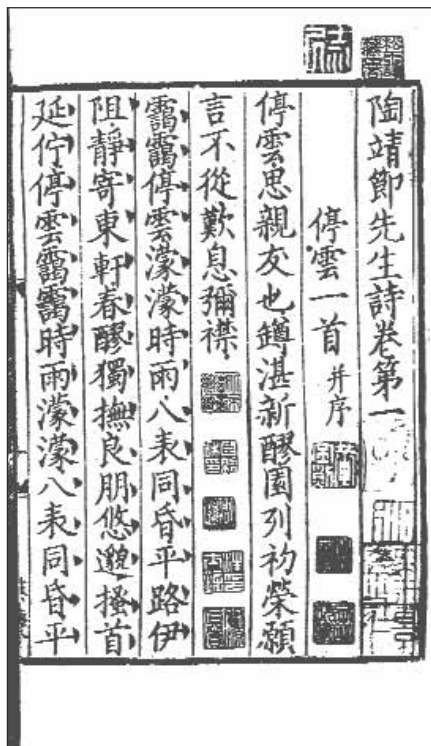 陶靖節先生詩卷第一
停雲一首 并序
停雲思親友也罇湛新醪園列初榮願
言不從歎息彌襟
靄靄停雲濛濛時雨八表同昏平路伊
阻靜寄東軒春醪獨撫良朋悠邈搔首
延佇停雲靄靄時雨濛濛八表同昏平